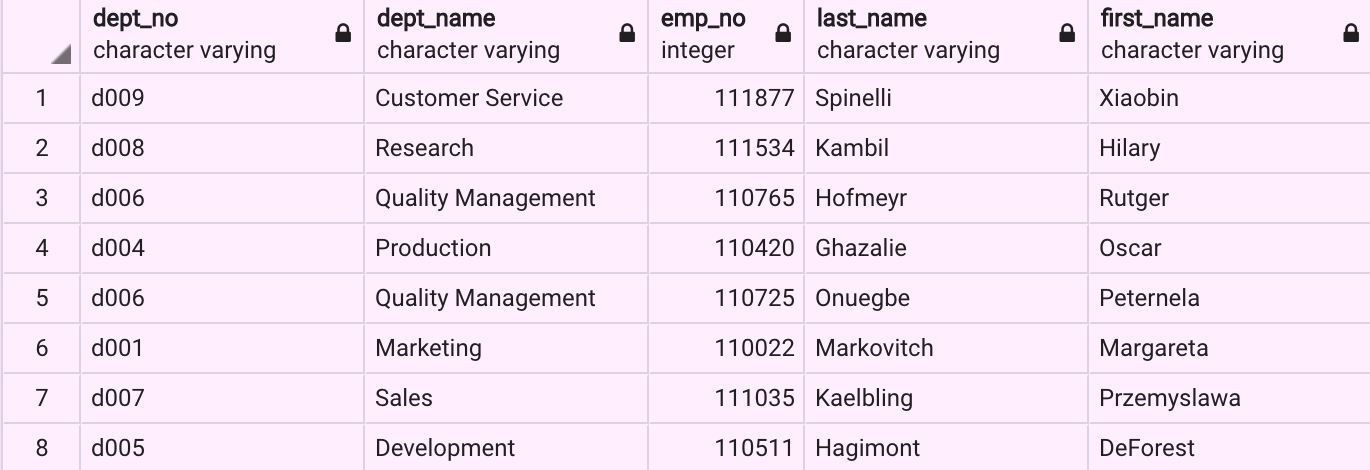 dept_no dept_name emp_no last_name first_name
character varying character varying integer character varying character varying
1 d009 Customer Service 111877 Spinelli Xiaobin
2 d008 Research 111534 Kambil Hilary
3 d006 Quality Management 110765 Hofmeyr Rutger
4 d004 Production 110420 Ghazalie Oscar
5 d006 Quality Management 110725 Onuegbe Peternela
6 d001 Marketing 110022 Markovitch Margareta
7 d007 Sales 111035 Kaelbling Przemyslawa
8 d005 Development 110511 Hagimont DeForest